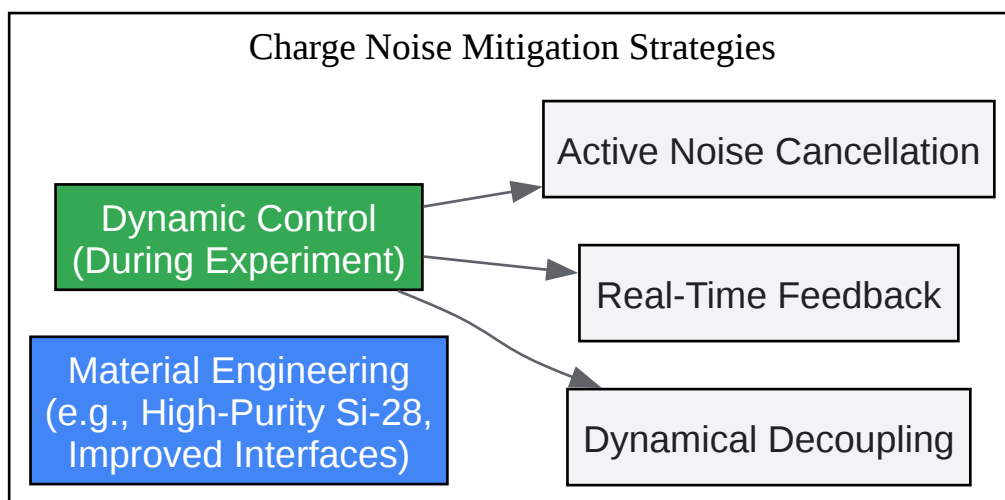 Charge Noise Mitigation Strategies
Active Noise Cancellation
Dynamic Control
(During Experiment)
Real-Time Feedback
Material Engineering
(e.g., High-Purity Si-28,
Improved Interfaces)
Dynamical Decoupling